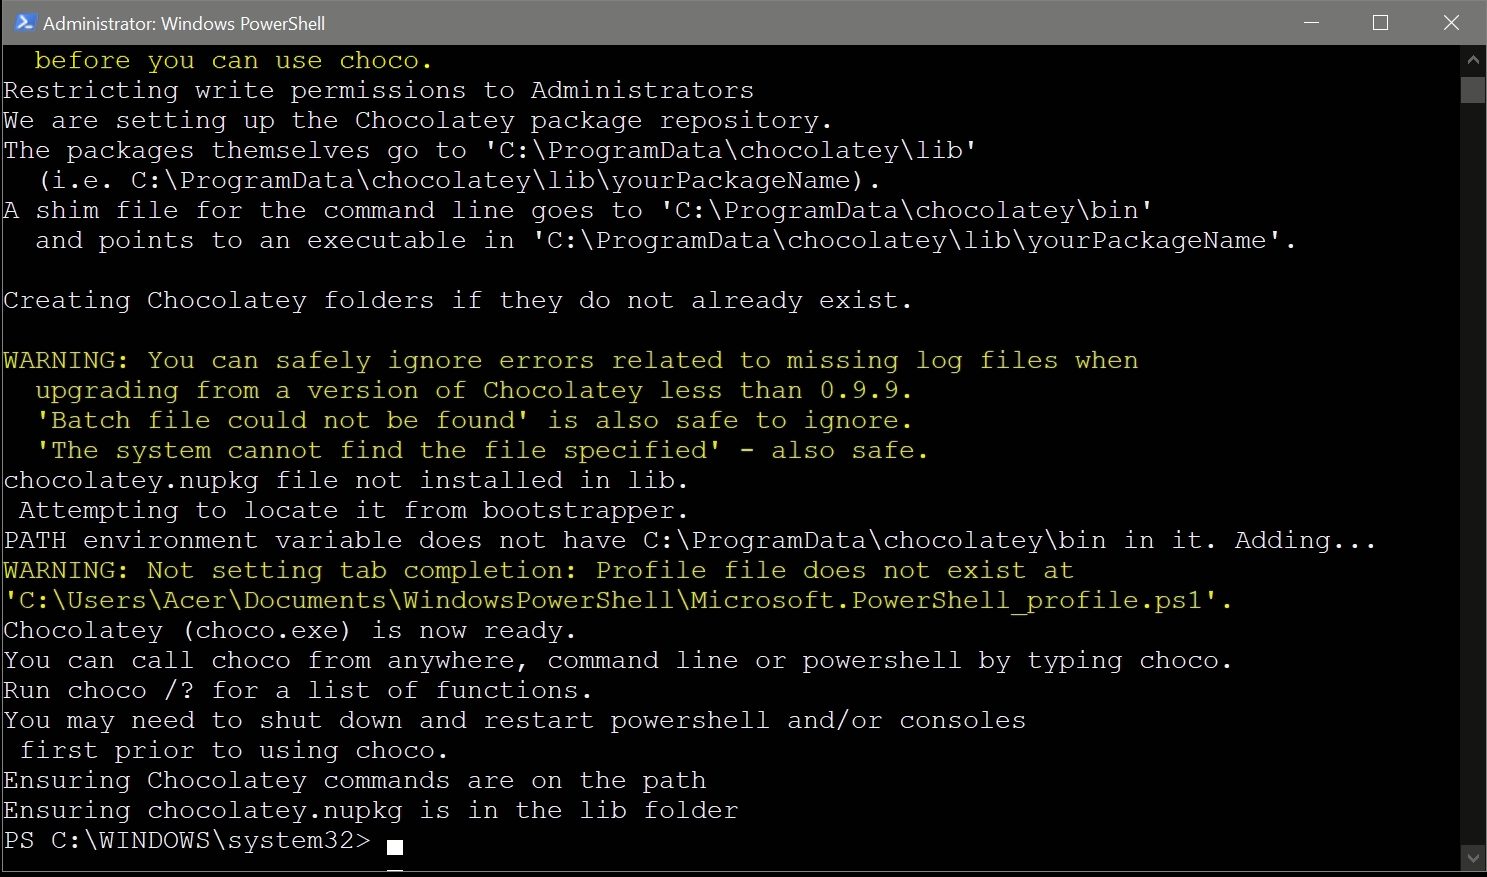 Administrator: Windows PowerShell
before you can use choco.
Restricting write permissions to Administrators
We are setting up the Chocolatey package repository.
The packages themselves go to 'C:\ProgramData\chocolatey\lib'
(i.e. C:\ProgramData\chocolatey\lib\yourPackageName).
A shim file for the command line goes to 'C:\ProgramData\chocolatey\bin'
and points to an executable in 'C:\ProgramData\chocolatey\lib\yourPackageName'.
Creating Chocolatey folders if they do not already exist.
WARNING: You can safely ignore errors related to missing log files when
upgrading from a version of Chocolatey less than 0.9.9.
'Batch file could not be found' is also safe to ignore.
'The system cannot find the file specified' - also safe.
chocolatey.nupkg file not installed in lib.
Attempting to locate it from bootstrapper.
PATH environment variable does not have C:\ProgramData\chocolatey\bin in it. Adding...
WARNING: Not setting tab completion: Profile file does not exist at
'C:\Users\Acer\Documents\WindowsPowerShell\Microsoft.PowerShell_profile.ps1'.
Chocolatey (choco.exe) is now ready.
You can call choco from anywhere, command line or powershell by typing choco.
Run choco /? for a list of functions.
You may need to shut down and restart powershell and/or consoles
first prior to using choco.
Ensuring Chocolatey commands are on the path
Ensuring chocolatey.nupkg is in the lib folder
PS C:\WINDOWS\system32>